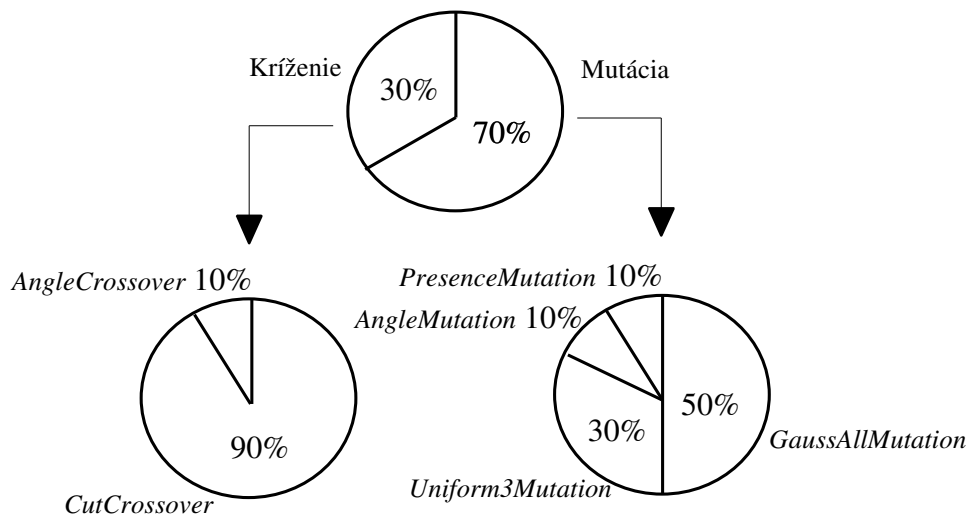 Kríženie
Mutácia
30%
70%
AngleCrossover 10%
PresenceMutation 10%
AngleMutation 10%
50%
30%
90%
GaussAllMutation
Uniform3Mutation
CutCrossover